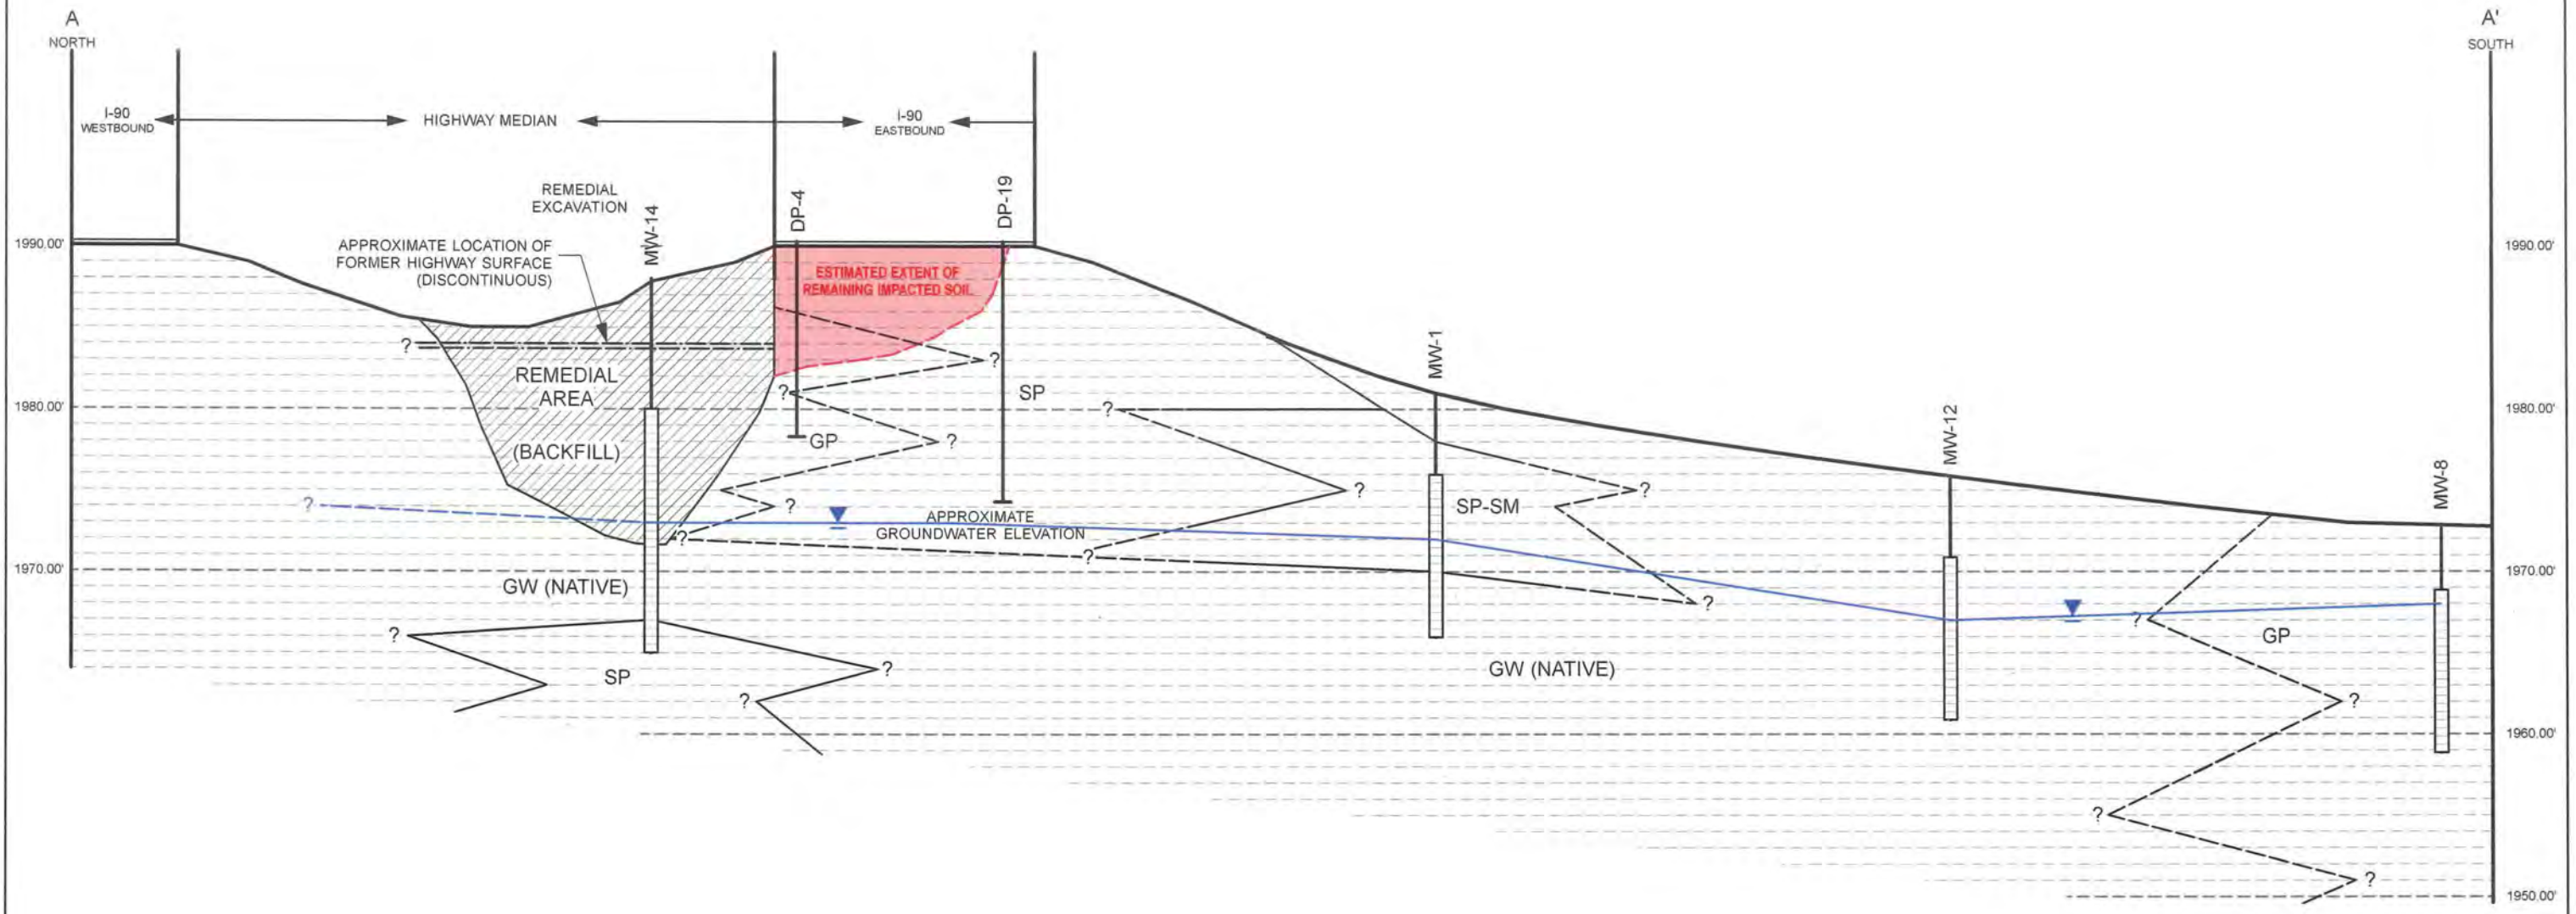 A
NORTH
A'
SOUTH
I-90
WESTBOUND
HIGHWAY MEDIAN
I-90
EASTBOUND
REMEDIAL
EXCAVATION
MW-14
DP-4
DP-19
APPROXIMATE LOCATION OF
FORMER HIGHWAY SURFACE
(DISCONTINUOUS)
1990.00'
1990.00'
ESTIMATED EXTENT OF
REMAINING IMPACTED SOIL
?
?
REMEDIAL
AREA
(BACKFILL)
MW-1
?
SP
?
1980.00'
1980.00'
GP
?
MW-12
MW-8
?
?
?
?
SP-SM
APPROXIMATE
GROUNDWATER ELEVATION
?
?
1970.00'
1970.00'
GW (NATIVE)
?
?
GP
?
?
SP
GW (NATIVE)
?
?
1960.00'
?
?
1950.00'